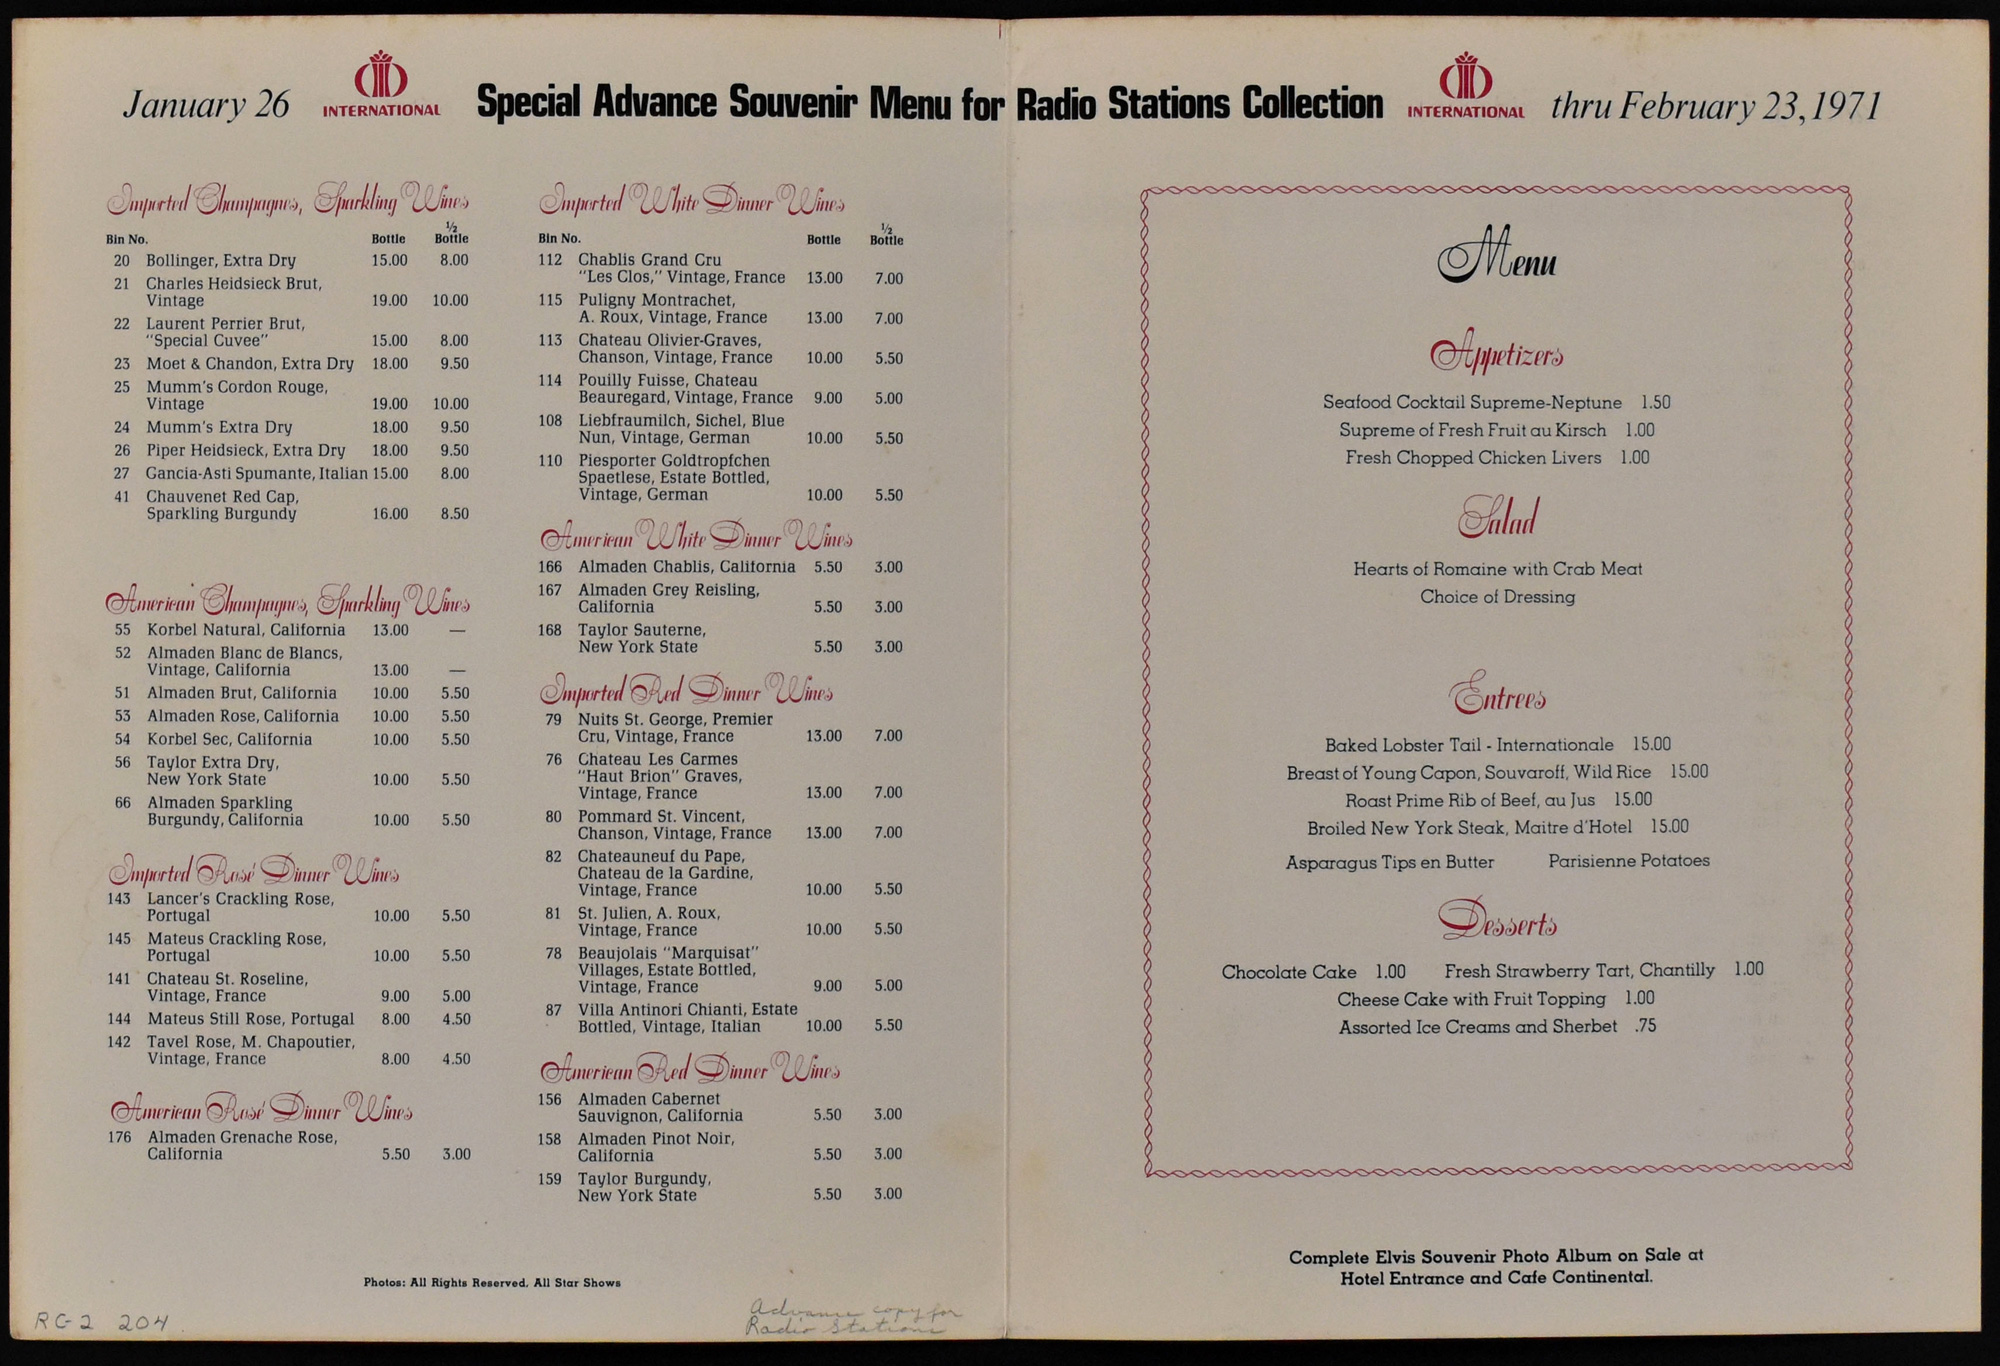 January 26 INTERNATIONAL Special Advance Souvenir Menu for Radio Stations Collection INTERNATIONAL thru February 23, 1971
Imported Champagnes, Sparkling Wines
Bin No. Bottle 1/2 Bottle
20 Bollinger, Extra Dry 15.00 8.00
21 Charles Heidsieck Brut,
Vintage 19.00 10.00
22 Laurent Perrier Brut,
"Special Cuvee" 15.00 8.00
23 Moet & Chandon, Extra Dry 18.00 9.50
25 Mumm's Cordon Rouge,
Vintage 19.00 10.00
24 Mumm's Extra Dry 18.00 9.50
26 Piper Heidsieck, Extra Dry 18.00 9.50
27 Gancia-Asti Spumante, Italian 15.00 8.00
41 Chauvenet Red Cap,
Sparkling Burgundy 16.00 8.50
American Champagnes, Sparkling Wines
55 Korbel Natural, California 13.00 —
52 Almaden Blanc de Blancs,
Vintage, California 13.00 —
51 Almaden Brut, California 10.00 5.50
53 Almaden Rose, California 10.00 5.50
54 Korbel Sec, California 10.00 5.50
56 Taylor Extra Dry,
New York State 10.00 5.50
66 Almaden Sparkling
Burgundy, California 10.00 5.50
Imported Rosé Dinner Wines
143 Lancer's Crackling Rose,
Portugal 10.00 5.50
145 Mateus Crackling Rose,
Portugal 10.00 5.50
141 Chateau St. Roseline,
Vintage, France 9.00 5.00
144 Mateus Still Rose, Portugal 8.00 4.50
142 Tavel Rose, M. Chapoutier,
Vintage, France 8.00 4.50
American Rosé Dinner Wines
176 Almaden Grenache Rose,
California 5.50 3.00
Imported White Dinner Wines
Bin No. Bottle 1/2 Bottle
112 Chablis Grand Cru
"Les Clos," Vintage, France 13.00 7.00
115 Puligny Montrachet,
A. Roux, Vintage, France 13.00 7.00
113 Chateau Olivier-Graves,
Chanson, Vintage, France 10.00 5.50
114 Pouilly Fuisse, Chateau
Beauregard, Vintage, France 9.00 5.00
108 Liebfraumilch, Sichel, Blue
Nun, Vintage, German 10.00 5.50
110 Piesporter Goldtropfchen
Spaetlese, Estate Bottled,
Vintage, German 10.00 5.50
American White Dinner Wines
166 Almaden Chablis, California 5.50 3.00
167 Almaden Grey Reisling,
California 5.50 3.00
168 Taylor Sauterne,
New York State 5.50 3.00
Imported Red Dinner Wines
79 Nuits St. George, Premier
Cru, Vintage, France 13.00 7.00
76 Chateau Les Carmes
"Haut Brion" Graves,
Vintage, France 13.00 7.00
80 Pommard St. Vincent,
Chanson, Vintage, France 13.00 7.00
82 Chateauneuf du Pape,
Chateau de la Gardine,
Vintage, France 10.00 5.50
81 St. Julien, A. Roux,
Vintage, France 10.00 5.50
78 Beaujolais "Marquisat"
Villages, Estate Bottled,
Vintage, France 9.00 5.00
87 Villa Antinori Chianti, Estate
Bottled, Vintage, Italian 10.00 5.50
American Red Dinner Wines
156 Almaden Cabernet
Sauvignon, California 5.50 3.00
158 Almaden Pinot Noir,
California 5.50 3.00
159 Taylor Burgundy,
New York State 5.50 3.00
Photos: All Rights Reserved, All Star Shows
RG-2 204
Advance copy for
Radio Stations
Menu
Appetizers
Seafood Cocktail Supreme-Neptune 1.50
Supreme of Fresh Fruit au Kirsch 1.00
Fresh Chopped Chicken Livers 1.00
Salad
Hearts of Romaine with Crab Meat
Choice of Dressing
Entrees
Baked Lobster Tail - Internationale 15.00
Breast of Young Capon, Souvaroff, Wild Rice 15.00
Roast Prime Rib of Beef, au Jus 15.00
Broiled New York Steak, Maitre d'Hotel 15.00
Asparagus Tips en Butter Parisienne Potatoes
Desserts
Chocolate Cake 1.00 Fresh Strawberry Tart, Chantilly 1.00
Cheese Cake with Fruit Topping 1.00
Assorted Ice Creams and Sherbet .75
Complete Elvis Souvenir Photo Album on Sale at
Hotel Entrance and Cafe Continental.